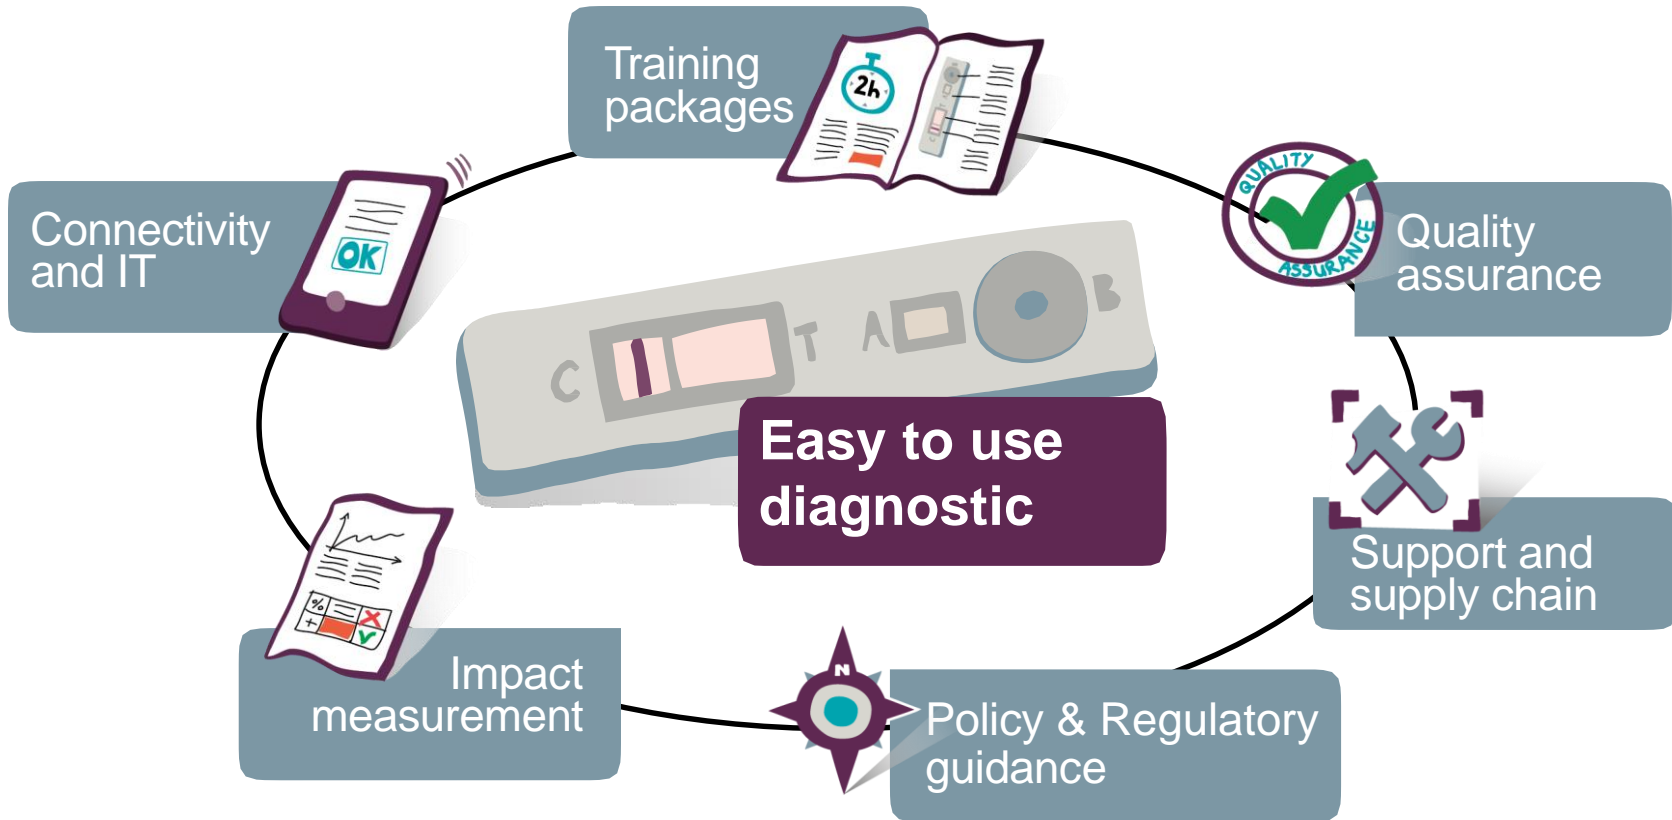 Training
packages
2h
Connectivity
and IT
OK
QUALITY
ASSURANCE
Quality
assurance
C
T
A
B
Easy to use
diagnostic
Support and
supply chain
%
+
Impact
measurement
N
Policy & Regulatory
guidance